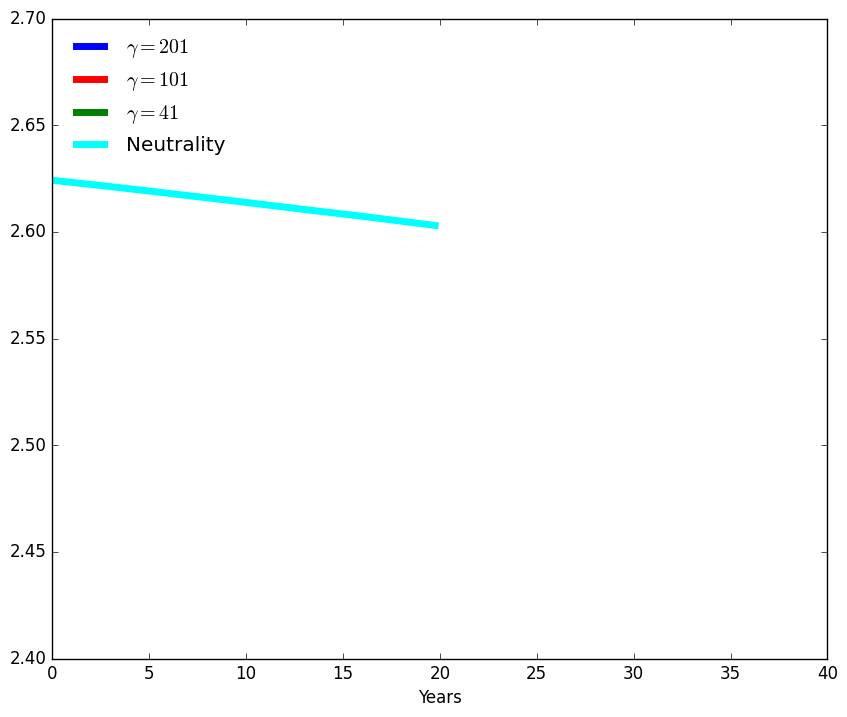 2.70
γ = 201
γ = 101
γ = 41
Neutrality
2.65
2.60
2.55
2.50
2.45
2.40
0 5 10 15 20 25 30 35 40
Years